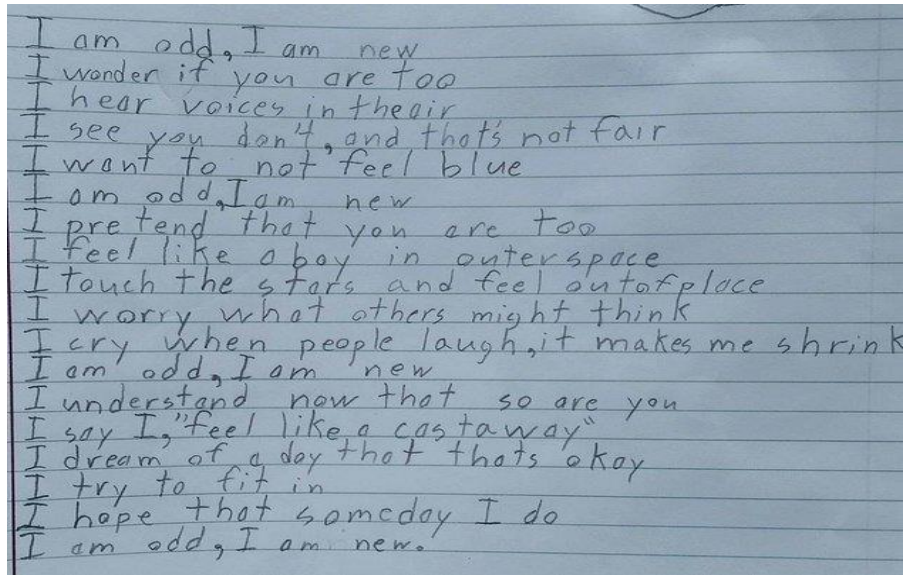 I am odd, I am new
I wonder if you are too
I hear voices in the air
I see you don't, and that's not fair
I want to not feel blue
I am odd, I am new
I pretend that you are too
I feel like a boy in outerspace
I touch the stars and feel out of place
I worry what others might think
I cry when people laugh, it makes me shrink
I am odd, I am new
I understand now that so are you
I say I, "feel like a castaway"
I dream of a day that thats okay
I try to fit in
I hope that someday I do
I am odd, I am new.